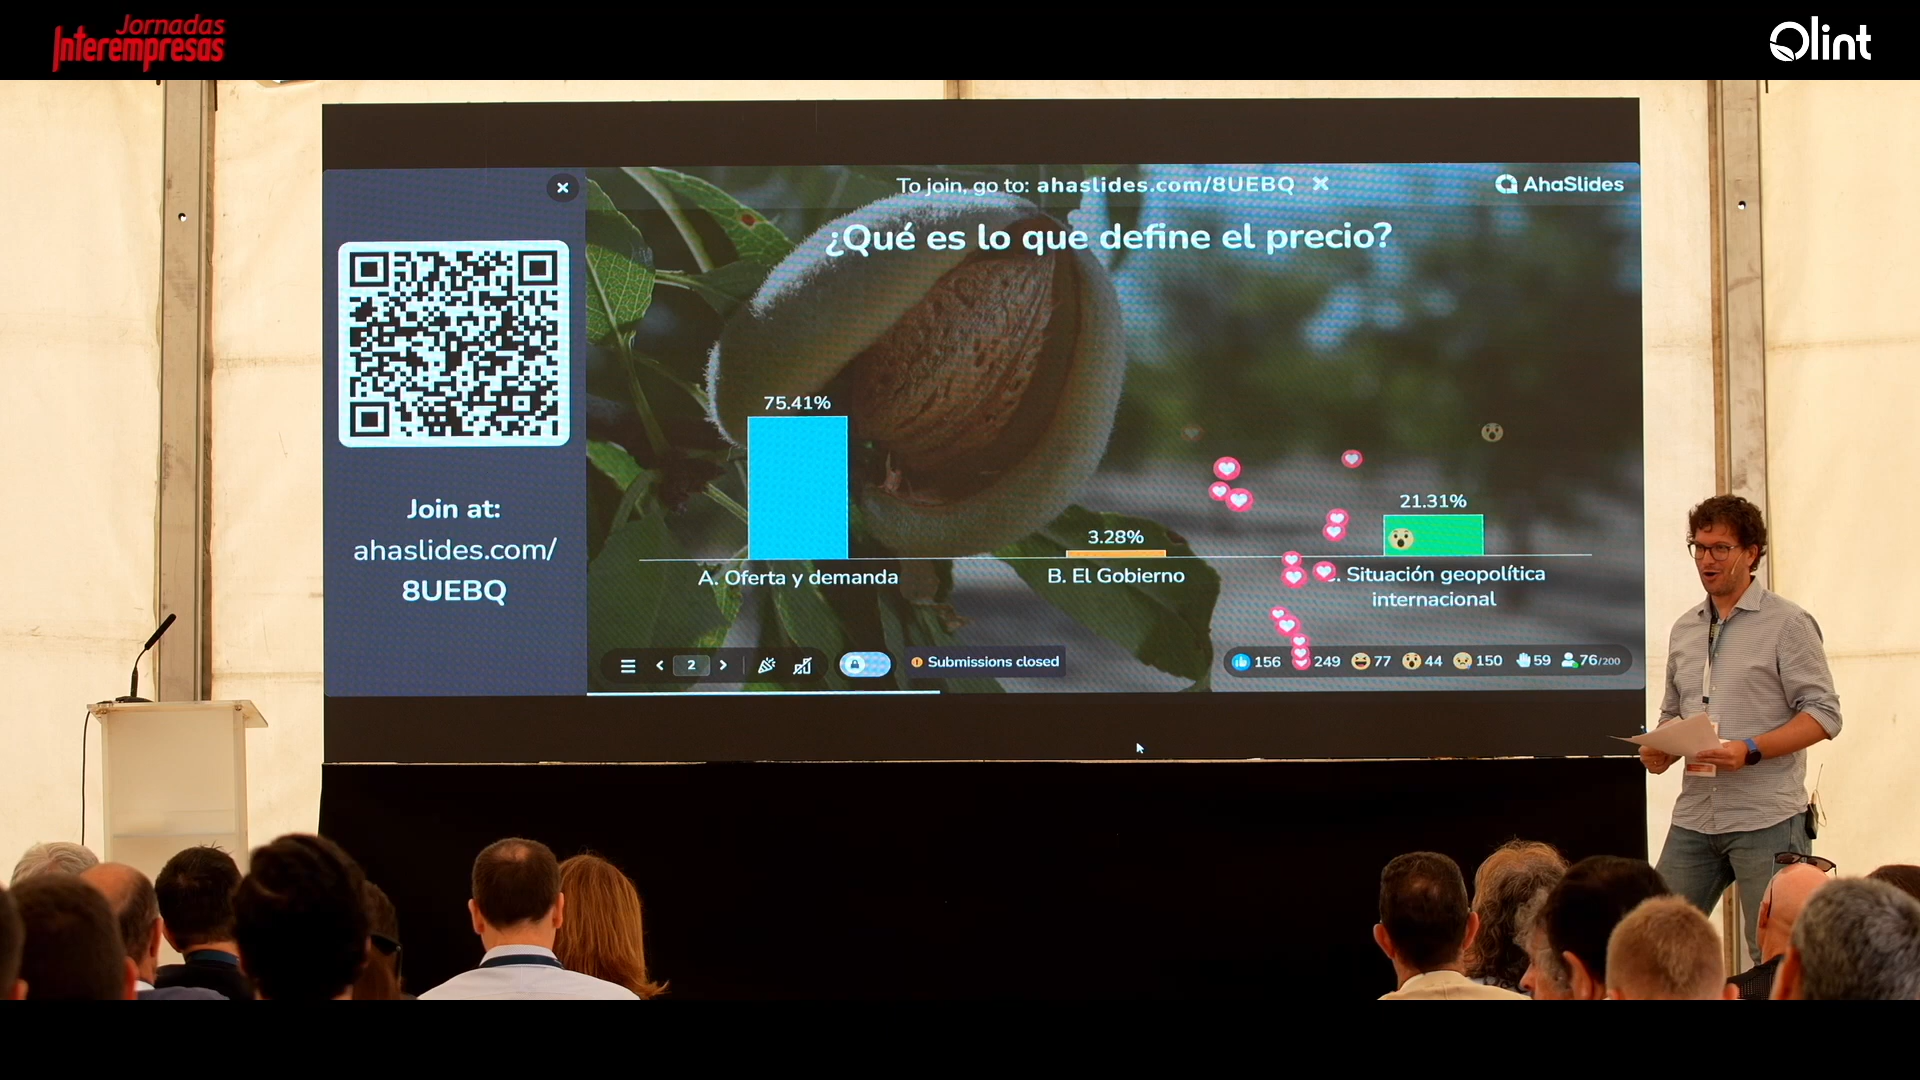 Jornadas
Interempresas
Olint
To join, go to: ahaslides.com/8UEBQ
AhaSlides
¿Qué es lo que define el precio?
75.41%
3.28%
21.31%
A. Oferta y demanda
B. El Gobierno
Situación geopolítica
internacional
Join at:
ahaslides.com/
8UEBQ
2
Submissions closed
156
249
77
44
150
59
76/200